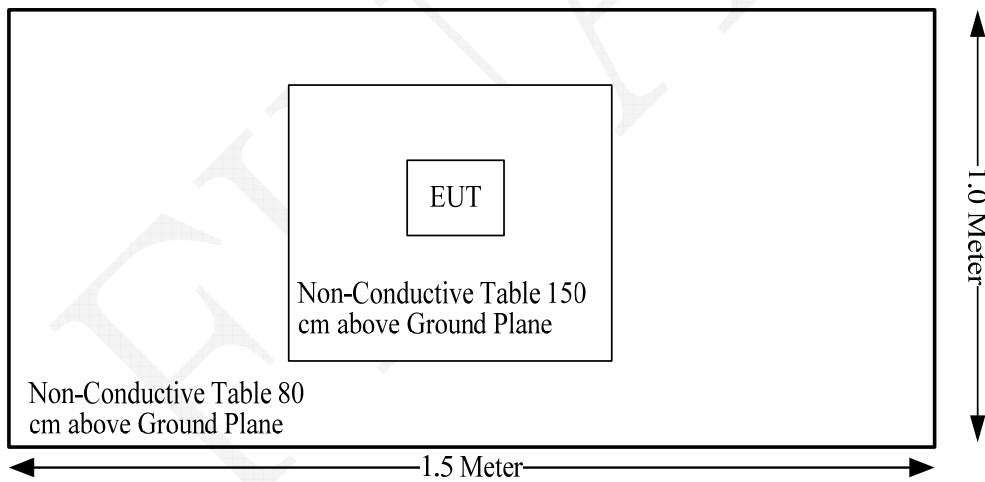 EUT
Non-Conductive Table 150
cm above Ground Plane
Non-Conductive Table 80
cm above Ground Plane
1.0 Meter
1.5 Meter